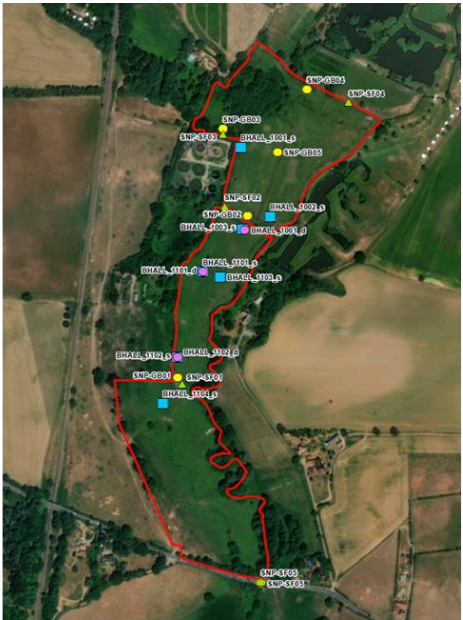 SNP-GB04
SNP-SF04
SNP-GB03
SNP-SF03
BHALL_1001_s
SNP-GB05
SNP-SF02
SNP-GB02
BHALL_1002_s
BHALL_1003_s
BHALL_1001_d
BHALL_1101_s
BHALL_1101_d
BHALL_1103_s
BHALL_1102_s
BHALL_1102_d
SNP-GB01
SNP-SF01
BHALL_1104_s
SNP-SF05
SNP-SF05